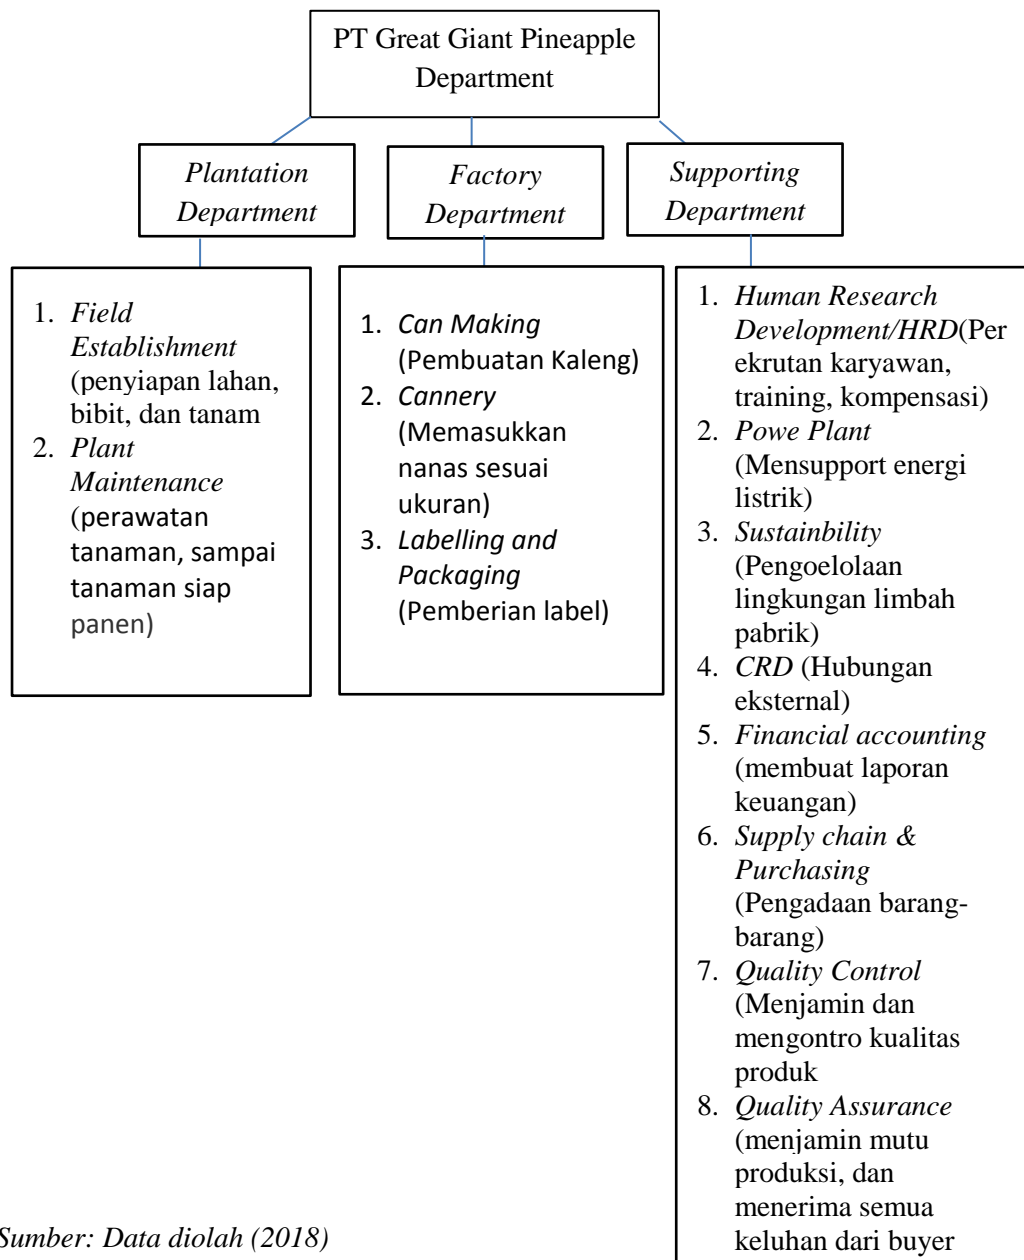 PT Great Giant Pineapple
Department
Plantation
Department
Factory
Department
Supporting
Department
1. Field
Establishment
(penyiapan lahan,
bibit, dan tanam
2. Plant
Maintenance
(perawatan
tanaman, sampai
tanaman siap
panen)
1. Can Making
(Pembuatan Kaleng)
2. Cannery
(Memasukkan
nanas sesuai
ukuran)
3. Labelling and
Packaging
(Pemberian label)
1. Human Research
Development/HRD(Per
ekrutan karyawan,
training, kompensasi)
2. Powe Plant
(Mensupport energi
listrik)
3. Sustainbility
(Pengoelolaan
lingkungan limbah
pabrik)
4. CRD (Hubungan
eksternal)
5. Financial accounting
(membuat laporan
keuangan)
6. Supply chain &
Purchasing
(Pengadaan barang-
barang)
7. Quality Control
(Menjamin dan
mengontro kualitas
produk
8. Quality Assurance
(menjamin mutu
produksi, dan
menerima semua
keluhan dari buyer
Sumber: Data diolah (2018)